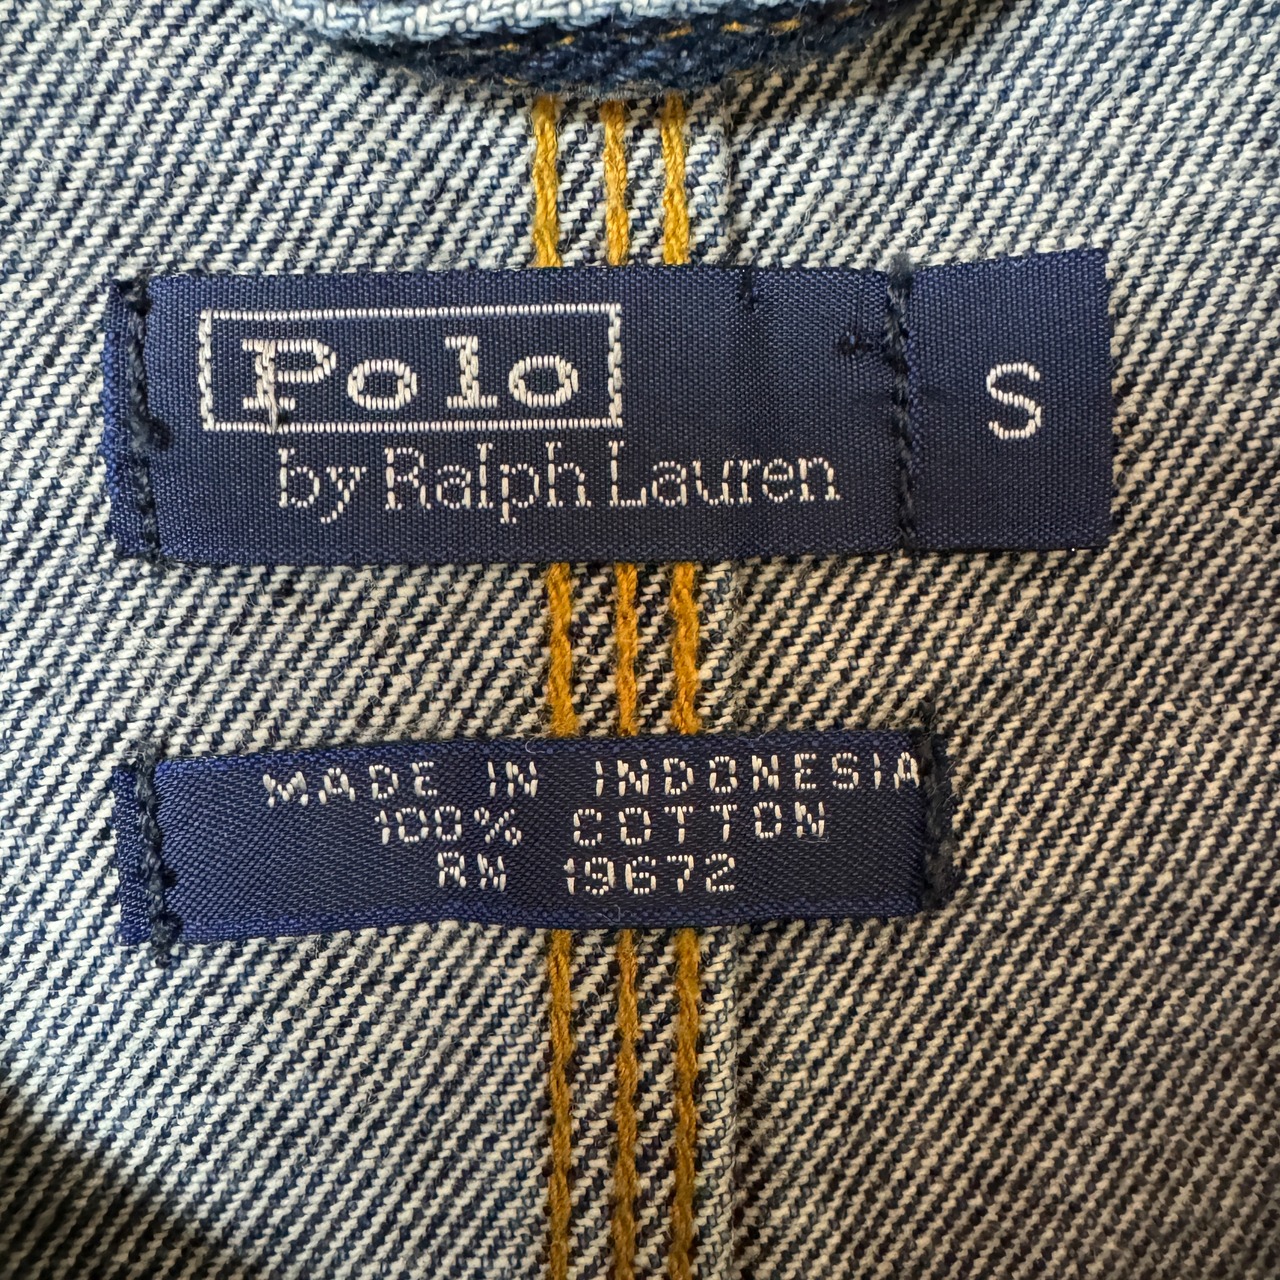 Polo
by Ralph Lauren
S
MADE IN INDONESIA
100% COTTON
RN 19672